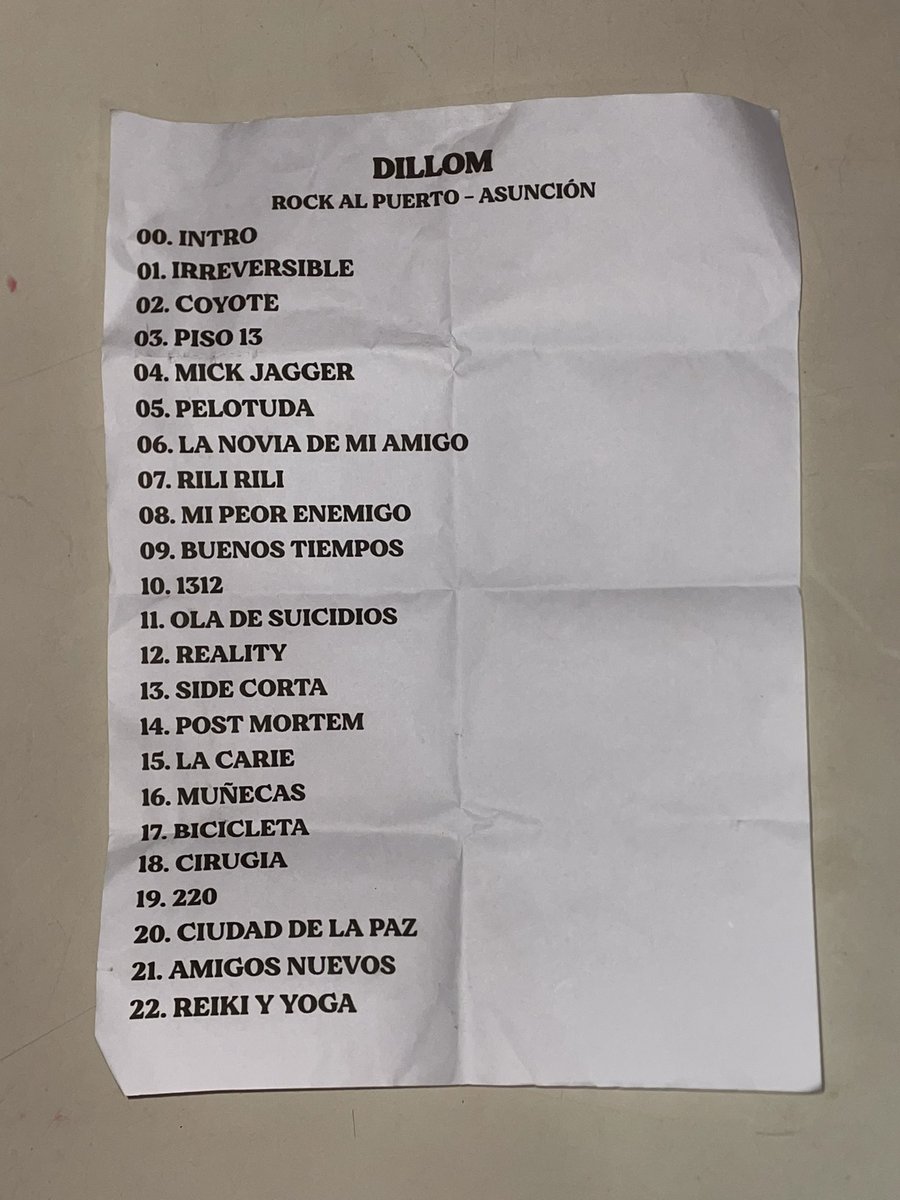 DILLOM
ROCK AL PUERTO – ASUNCIÓN
00. INTRO
01. IRREVERSIBLE
02. COYOTE
03. PISO 13
04. MICK JAGGER
05. PELOTUDA
06. LA NOVIA DE MI AMIGO
07. RILI RILI
08. MI PEOR ENEMIGO
09. BUENOS TIEMPOS
10. 1312
11. OLA DE SUICIDIOS
12. REALITY
13. SIDE CORTA
14. POST MORTEM
15. LA CARIE
16. MUÑECAS
17. BICICLETA
18. CIRUGIA
19. 220
20. CIUDAD DE LA PAZ
21. AMIGOS NUEVOS
22. REIKI Y YOGA